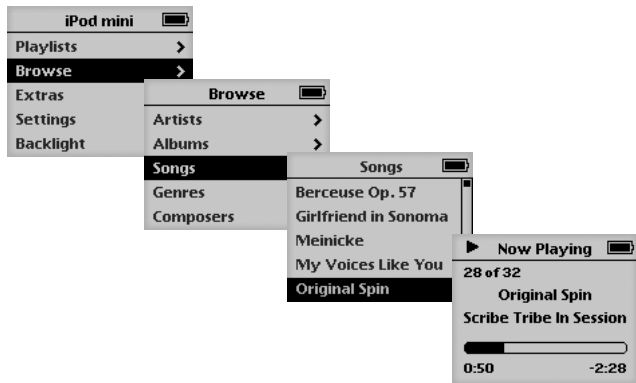 iPod mini
Playlists
Browse
Extras
Settings
Backlight
Browse
Artists
Albums
Songs
Genres
Composers
Songs
Berceuse Op. 57
Girlfriend in Sonoma
Meinicke
My Voices Like You
Original Spin
Now Playing
28 of 32
Original Spin
Scribe Tribe In Session
0:50 -2:28